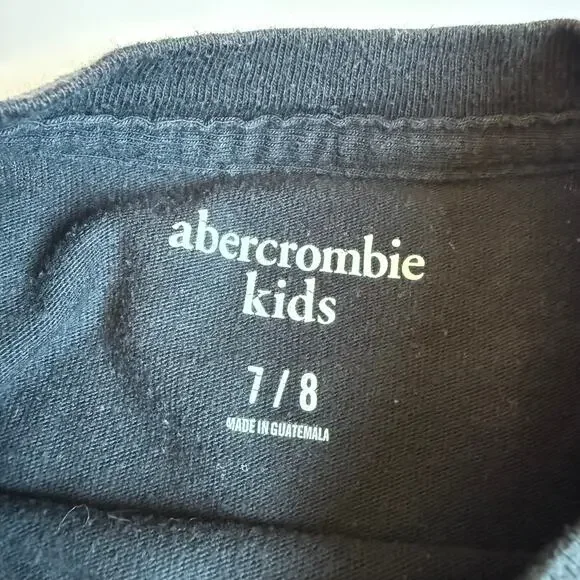 abercrombie
kids
7 / 8
MADE IN GUATEMALA